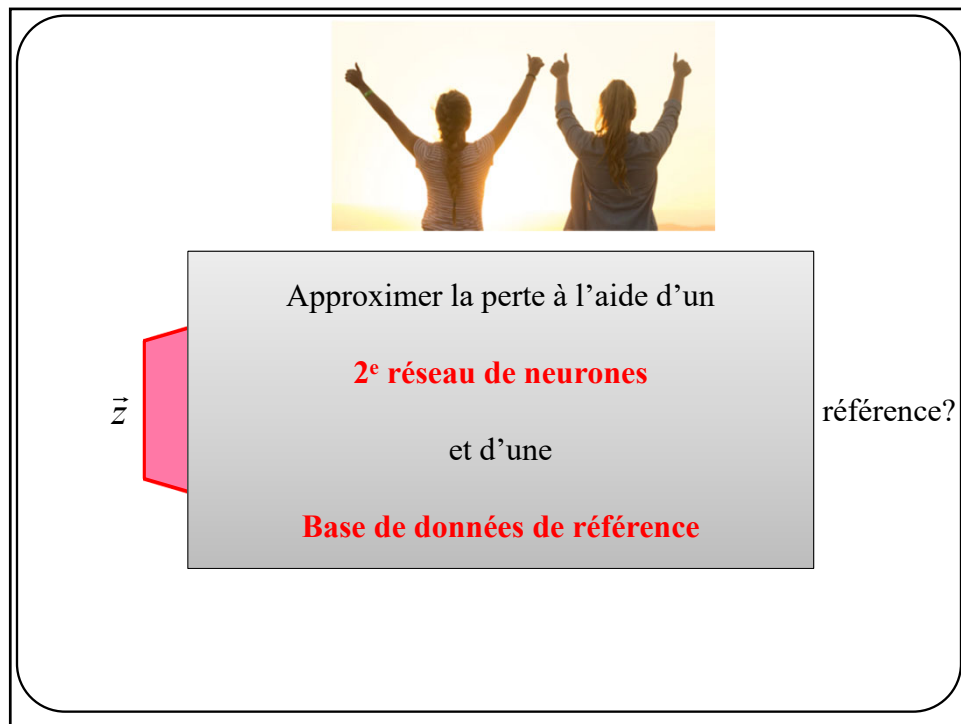 Approximer la perte à l’aide d’un
2e réseau de neurones
z⃗
et d’une
référence?
Base de données de référence